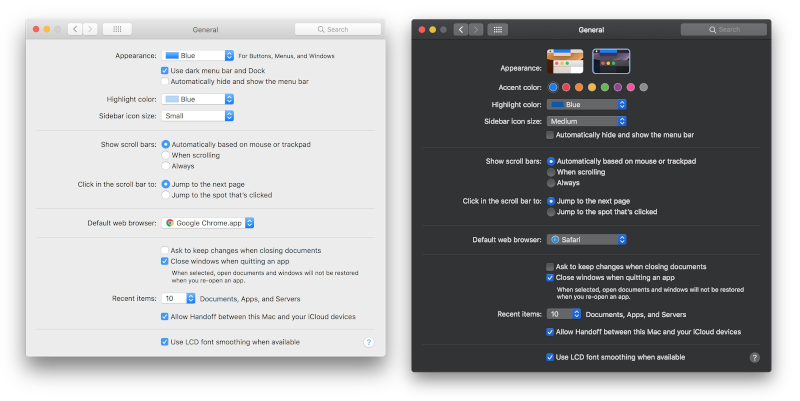 General
Search
Appearance: Blue For Buttons, Menus, and Windows
Use dark menu bar and Dock
Automatically hide and show the menu bar
Highlight color: Blue
Sidebar icon size: Small
Show scroll bars: Automatically based on mouse or trackpad
When scrolling
Always
Click in the scroll bar to: Jump to the next page
Jump to the spot that's clicked
Default web browser: Google Chrome.app
Ask to keep changes when closing documents
Close windows when quitting an app
When selected, open documents and windows will not be restored
when you re-open an app.
Recent items: 10 Documents, Apps, and Servers
Allow Handoff between this Mac and your iCloud devices
Use LCD font smoothing when available
?
General
Search
Appearance:
Accent color:
Highlight color: Blue
Sidebar icon size: Medium
Automatically hide and show the menu bar
Show scroll bars: Automatically based on mouse or trackpad
When scrolling
Always
Click in the scroll bar to: Jump to the next page
Jump to the spot that's clicked
Default web browser: Safari
Ask to keep changes when closing documents
Close windows when quitting an app
When selected, open documents and windows will not be restored
when you re-open an app.
Recent items: 10 Documents, Apps, and Servers
Allow Handoff between this Mac and your iCloud devices
Use LCD font smoothing when available
?